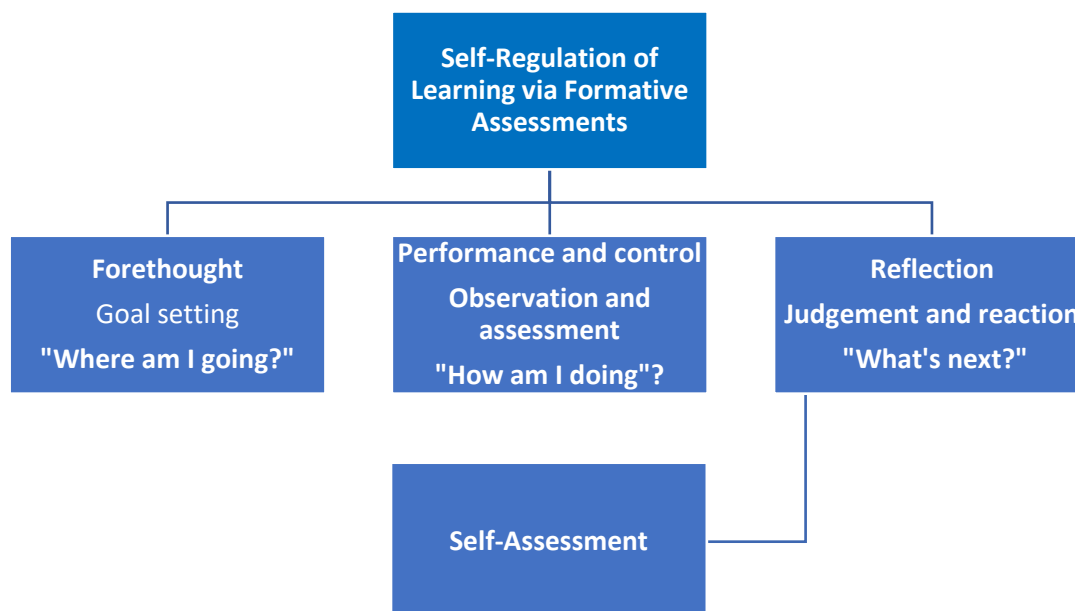 Self-Regulation of
Learning via Formative
Assessments
Forethought
Goal setting
"Where am I going?"
Performance and control
Observation and
assessment
"How am I doing"?
Reflection
Judgement and reaction
"What's next?"
Self-Assessment